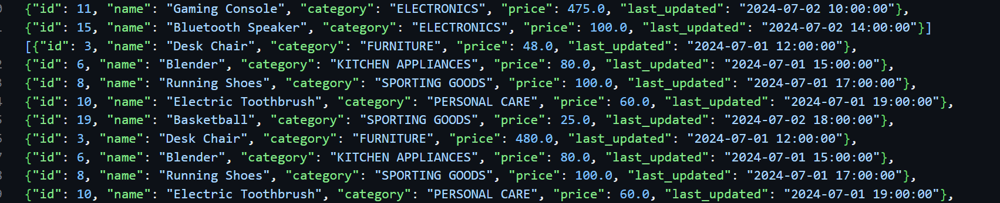 {"id": 11, "name": "Gaming Console", "category": "ELECTRONICS", "price": 475.0, "last_updated": "2024-07-02 10:00:00"},
{"id": 15, "name": "Bluetooth Speaker", "category": "ELECTRONICS", "price": 100.0, "last_updated": "2024-07-02 14:00:00"}]
[{"id": 3, "name": "Desk Chair", "category": "FURNITURE", "price": 48.0, "last_updated": "2024-07-01 12:00:00"},
{"id": 6, "name": "Blender", "category": "KITCHEN APPLIANCES", "price": 80.0, "last_updated": "2024-07-01 15:00:00"},
{"id": 8, "name": "Running Shoes", "category": "SPORTING GOODS", "price": 100.0, "last_updated": "2024-07-01 17:00:00"},
{"id": 10, "name": "Electric Toothbrush", "category": "PERSONAL CARE", "price": 60.0, "last_updated": "2024-07-01 19:00:00"},
{"id": 19, "name": "Basketball", "category": "SPORTING GOODS", "price": 25.0, "last_updated": "2024-07-02 18:00:00"},
{"id": 3, "name": "Desk Chair", "category": "FURNITURE", "price": 480.0, "last_updated": "2024-07-01 12:00:00"},
{"id": 6, "name": "Blender", "category": "KITCHEN APPLIANCES", "price": 80.0, "last_updated": "2024-07-01 15:00:00"},
{"id": 8, "name": "Running Shoes", "category": "SPORTING GOODS", "price": 100.0, "last_updated": "2024-07-01 17:00:00"},
{"id": 10, "name": "Electric Toothbrush", "category": "PERSONAL CARE", "price": 60.0, "last_updated": "2024-07-01 19:00:00"},